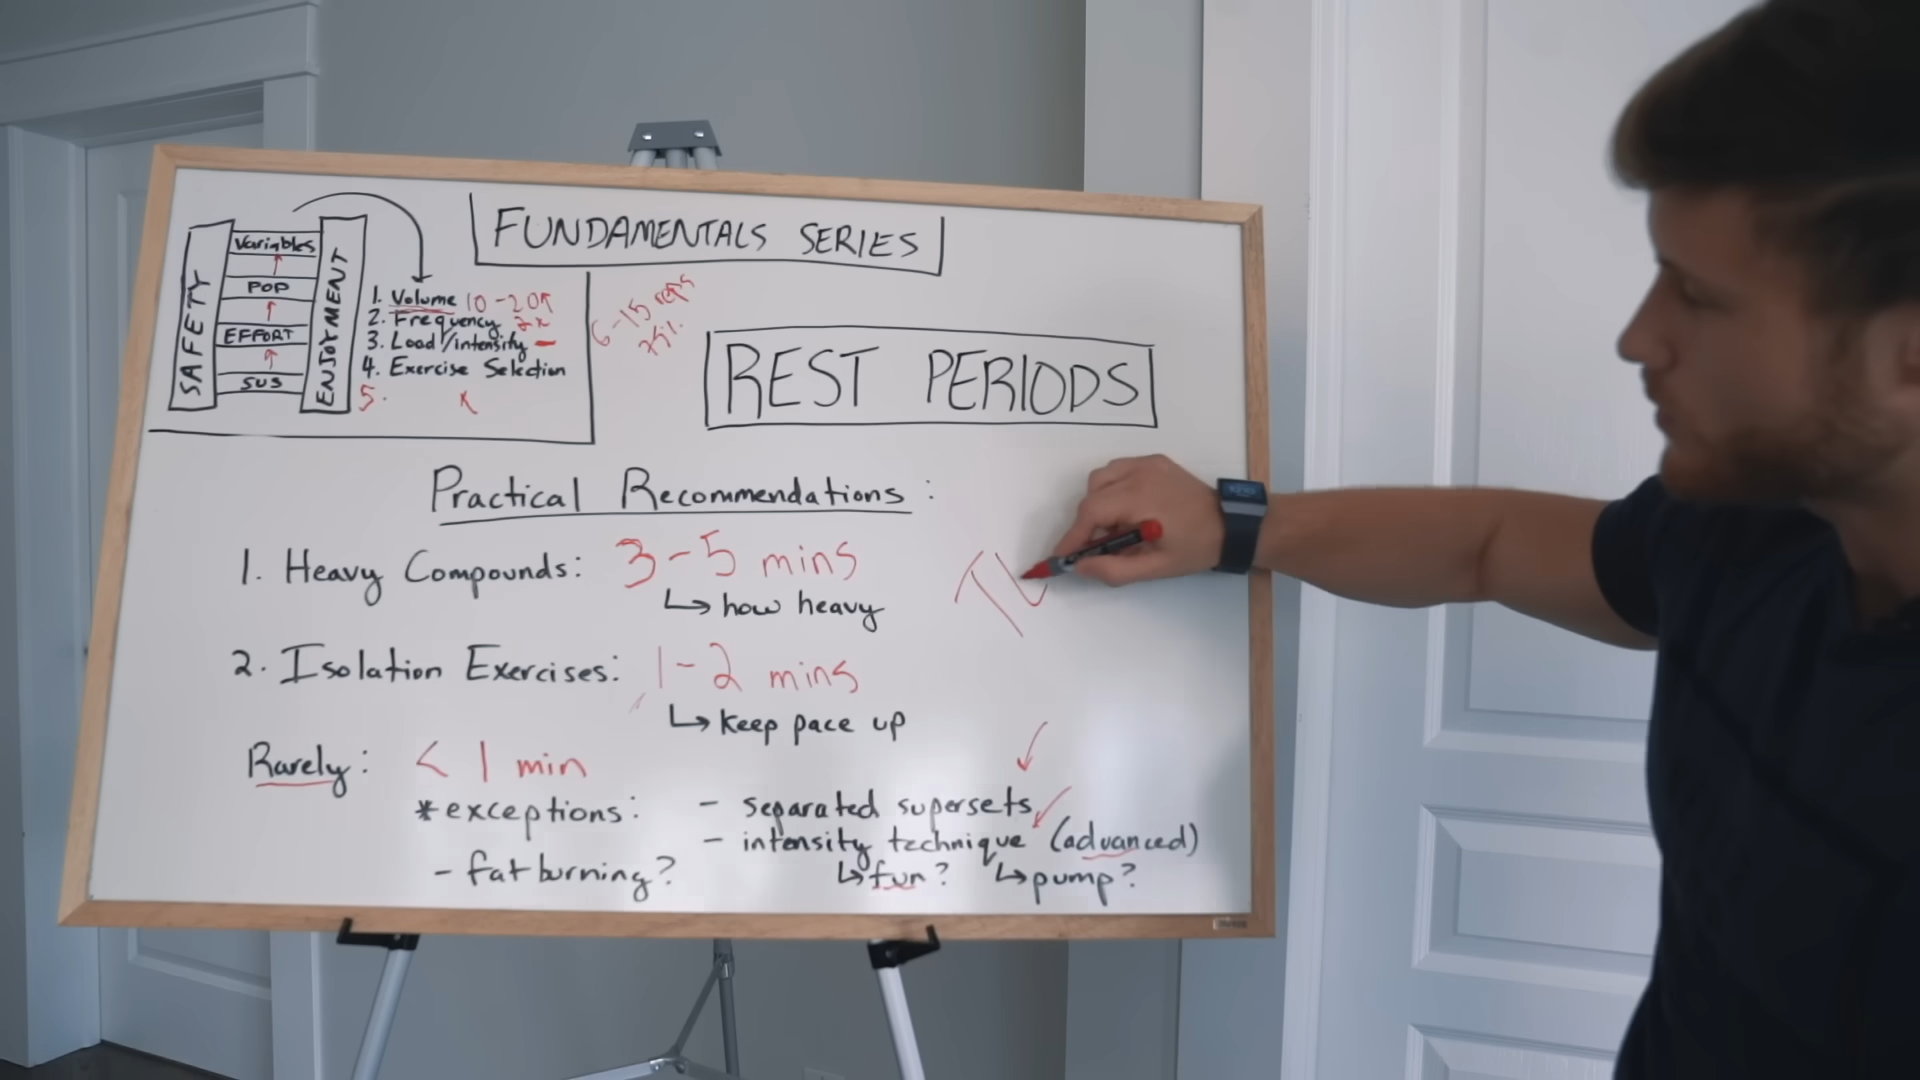 FUNDAMENTALS SERIES
SAFETY
Variables
POP
EFFORT
SUS
ENJOYMENT
1. Volume 10-20
2. Frequency 2x
3. Load/intensity -
4. Exercise Selection
5.
6-15 reps
REST PERIODS
Practical Recommendations:
1. Heavy Compounds: 3-5 mins
↳ how heavy
2. Isolation Exercises: 1-2 mins
↳ keep pace up
Rarely: < 1 min
*exceptions:
- separated supersets
- intensity technique (advanced)
↳ fun? ↳ pump?
- fat burning?